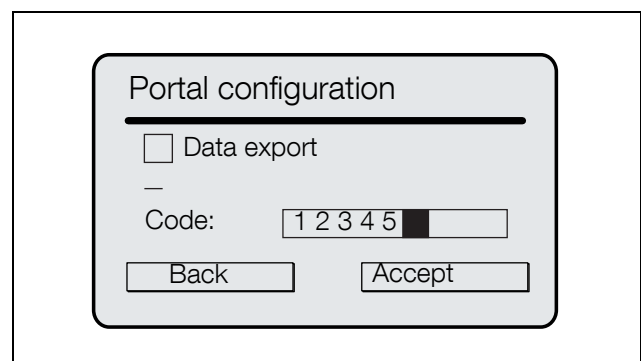 Portal configuration
Data export
_
Code: 1 2 3 4 5
Back Accept